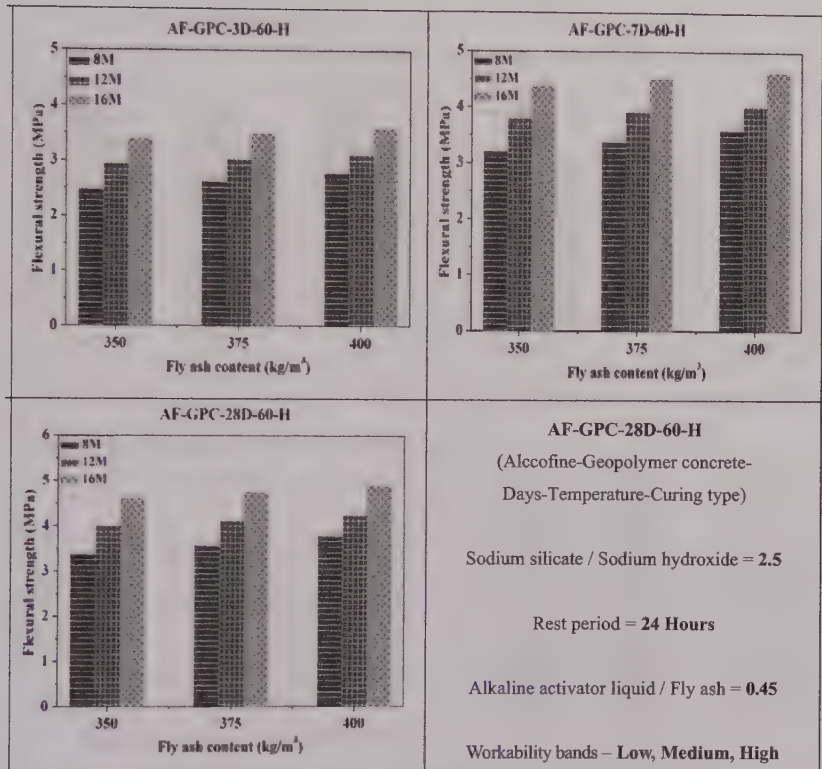 AF-GPC-3D-60-H
5
4
3
2
1
0
8M
12M
16M
Flexural strength (MPa)
350 375 400
Fly ash content (kg/m³)
AF-GPC-7D-60-H
5
4
3
2
1
0
8M
12M
16M
Flexural strength (MPa)
350 375 400
Fly ash content (kg/m³)
AF-GPC-28D-60-H
6
5
4
3
2
1
0
8M
12M
16M
Flexural strength (MPa)
350 375 400
Fly ash content (kg/m³)
AF-GPC-28D-60-H
(Alccofine-Geopolymer concrete-
Days-Temperature-Curing type)
Sodium silicate / Sodium hydroxide = 2.5
Rest period = 24 Hours
Alkaline activator liquid / Fly ash = 0.45
Workability bands – Low, Medium, High